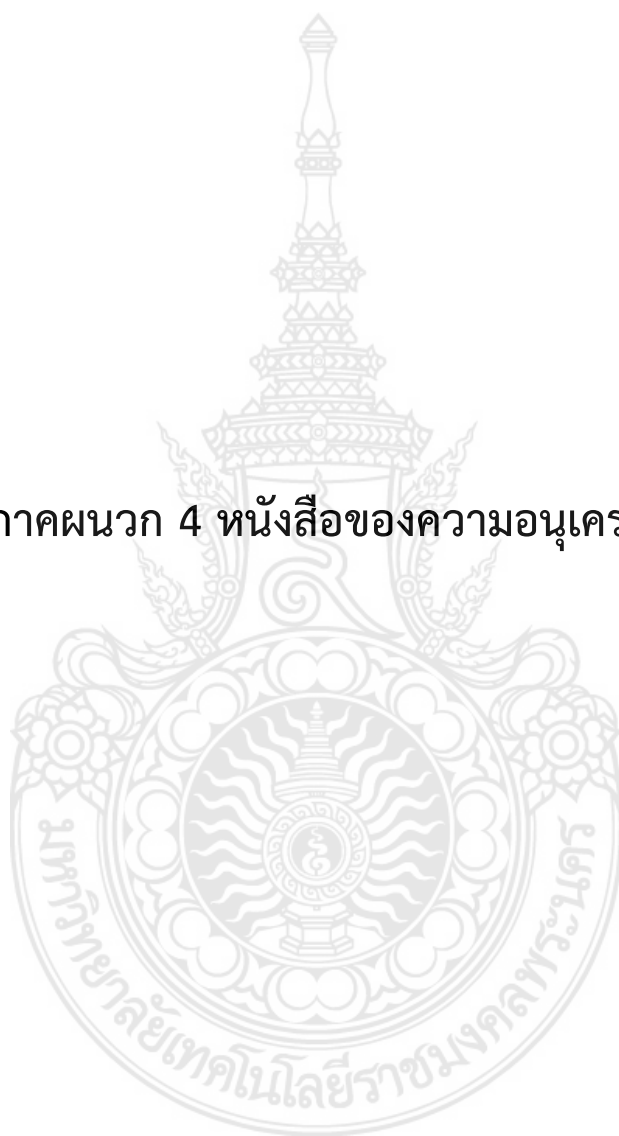 ภาคผนวก 4 หนังสือของความอนุเคร
มหาวิทยาลัยเทคโนโลยีราชมงคลพระนคร